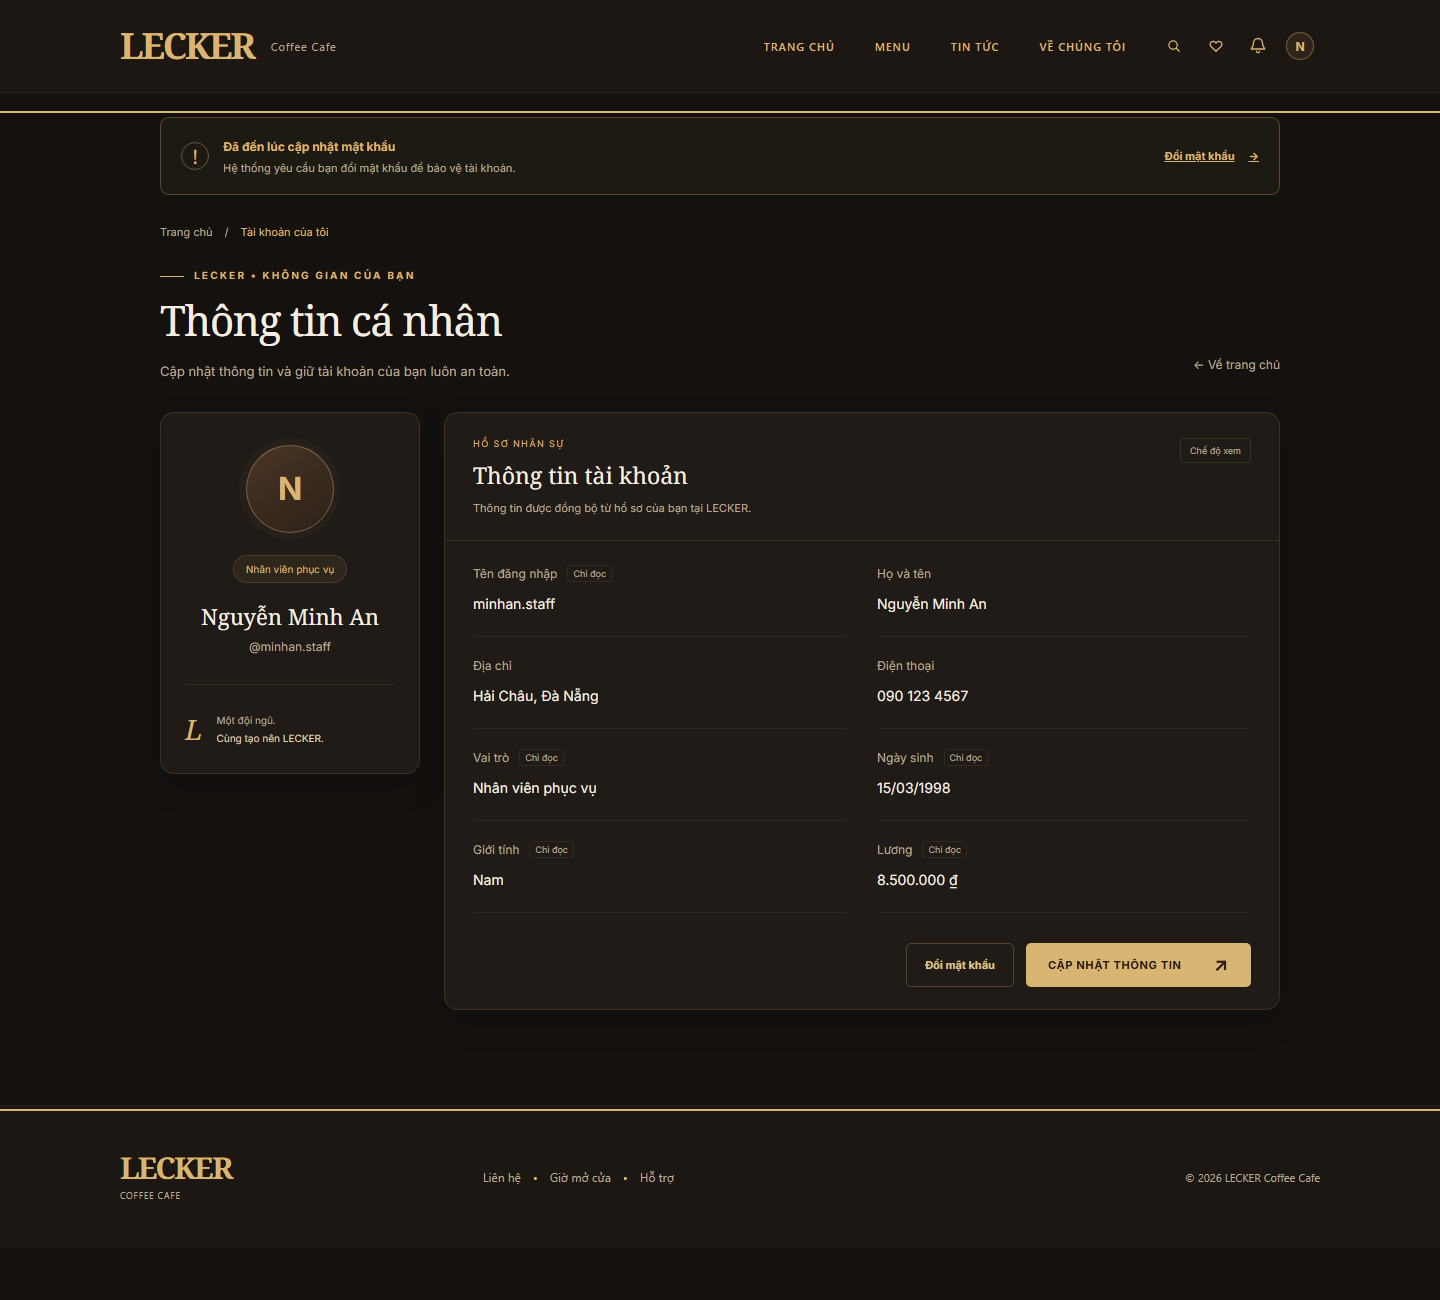 LECKER Coffee Cafe TRANG CHỦ MENU TIN TỨC VỀ CHÚNG TÔI N
! Đã đến lúc cập nhật mật khẩu
Hệ thống yêu cầu bạn đổi mật khẩu để bảo vệ tài khoản.
Đổi mật khẩu →
Trang chủ / Tài khoản của tôi
LECKER • KHÔNG GIAN CỦA BẠN
Thông tin cá nhân
Cập nhật thông tin và giữ tài khoản của bạn luôn an toàn.
← Về trang chủ
N
Nhân viên phục vụ
Nguyễn Minh An
@minhan.staff
L Một đội ngũ.
Cùng tạo nên LECKER.
HỒ SƠ NHÂN SỰ
Thông tin tài khoản
Thông tin được đồng bộ từ hồ sơ của bạn tại LECKER.
Chế độ xem
Tên đăng nhập Chỉ đọc
minhan.staff
Họ và tên
Nguyễn Minh An
Địa chỉ
Hải Châu, Đà Nẵng
Điện thoại
090 123 4567
Vai trò Chỉ đọc
Nhân viên phục vụ
Ngày sinh Chỉ đọc
15/03/1998
Giới tính Chỉ đọc
Nam
Lương Chỉ đọc
8.500.000 ₫
Đổi mật khẩu
CẬP NHẬT THÔNG TIN
LECKER
COFFEE CAFE
Liên hệ • Giờ mở cửa • Hỗ trợ
© 2026 LECKER Coffee Cafe